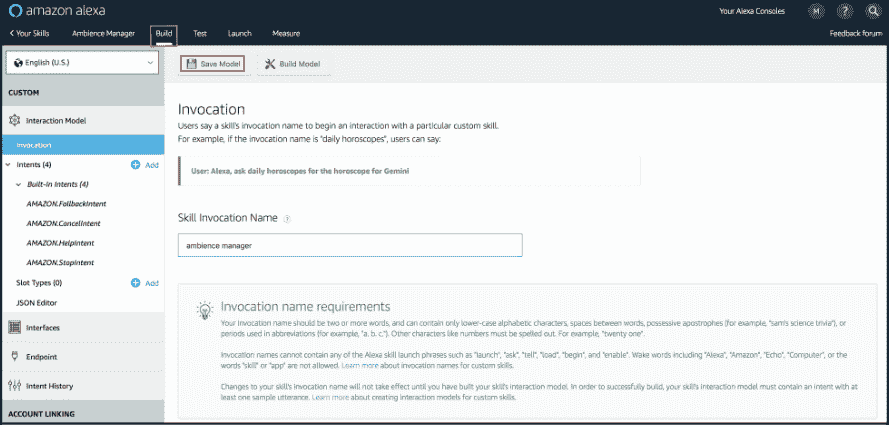 amazon alexa
Your Alexa Consoles
M
?
< Your Skills
Ambience Manager
Build
Test
Launch
Measure
Feedback forum
English (U.S.)
Save Model
Build Model
CUSTOM
Interaction Model
Invocation
Intents (4)
Add
Built-In Intents (4)
AMAZON.FallbackIntent
AMAZON.CancelIntent
AMAZON.HelpIntent
AMAZON.StopIntent
Slot Types (0)
Add
JSON Editor
Interfaces
Endpoint
Intent History
ACCOUNT LINKING
Invocation
Users say a skill's invocation name to begin an interaction with a particular custom skill.
For example, if the invocation name is "daily horoscopes", users can say:
User: Alexa, ask daily horoscopes for the horoscope for Gemini
Skill Invocation Name ?
ambience manager
Invocation name requirements
Your invocation name should be two or more words, and can contain only lower-case alphabetic characters, spaces between words, possessive apostrophes (for example, "sam's science trivia"), or
periods used in abbreviations (for example, "a. b. c."). Other characters like numbers must be spelled out. For example, "twenty one".
Invocation names cannot contain any of the Alexa skill launch phrases such as "launch", "ask", "tell", "load", "begin", and "enable". Wake words including "Alexa", "Amazon", "Echo", "Computer", or the
words "skill" or "app" are not allowed. Learn more about invocation names for custom skills.
Changes to your skill's invocation name will not take effect until you have built your skill's interaction model. In order to successfully build, your skill's interaction model must contain an intent with at
least one sample utterance. Learn more about creating interaction models for custom skills.